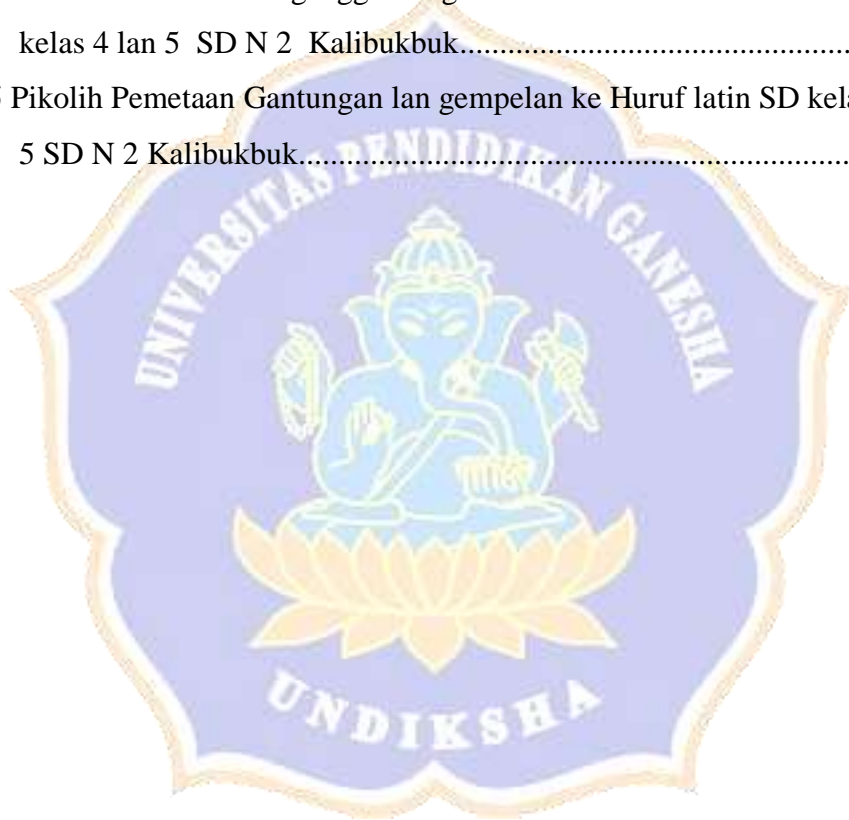 kelas 4 lan 5 SD N 2 Kalibukbuk.......................................................
Pikolih Pemetaan Gantungan lan gempelan ke Huruf latin SD
5 SD N 2 Kalibukbuk...........................................................................
UNIVERSITAS PENDIDIKAN GANESHA
UNDIKSHA